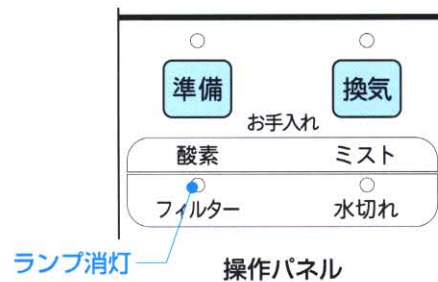 準備 換気
お手入れ
酸素 ミスト
フィルター 水切れ
ランプ消灯
操作パネル